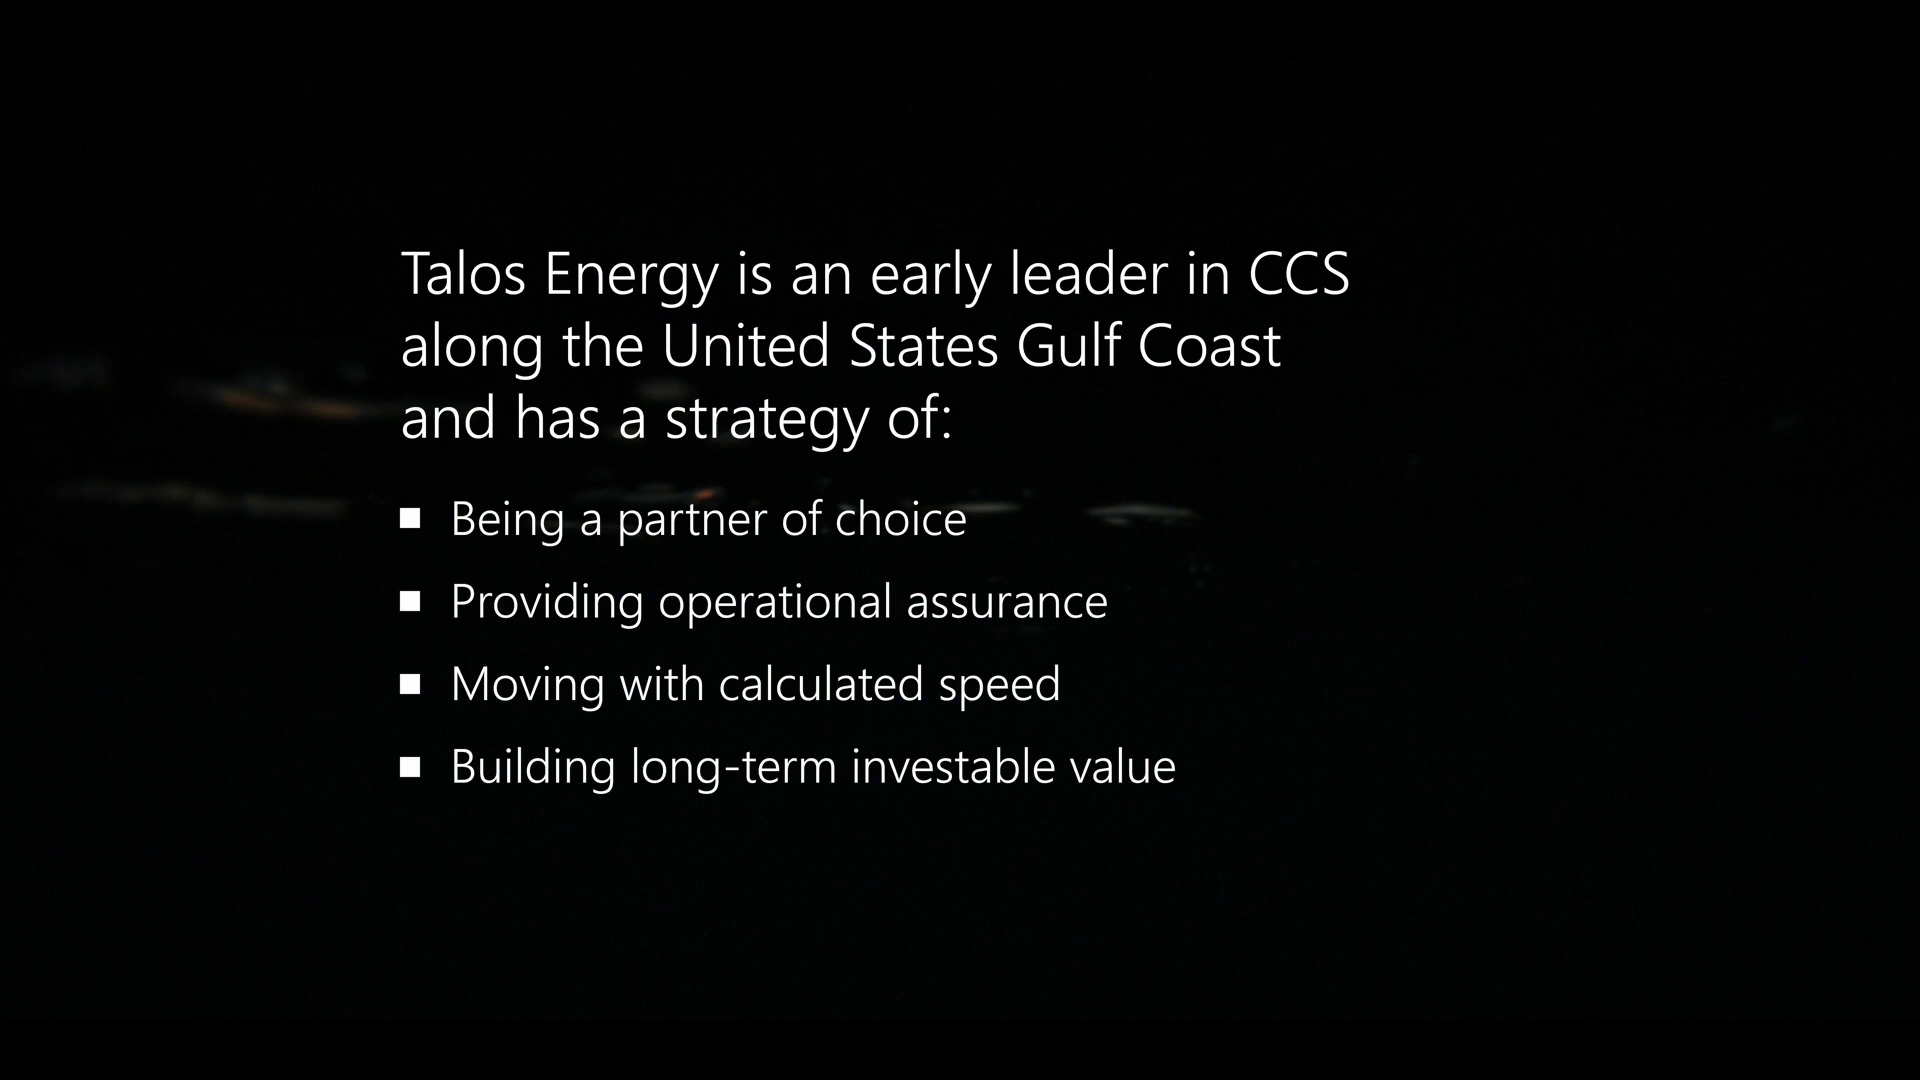 Talos Energy is an early leader in CCS
along the United States Gulf Coast
and has a strategy of:
■ Being a partner of choice
■ Providing operational assurance
■ Moving with calculated speed
■ Building long-term investable value